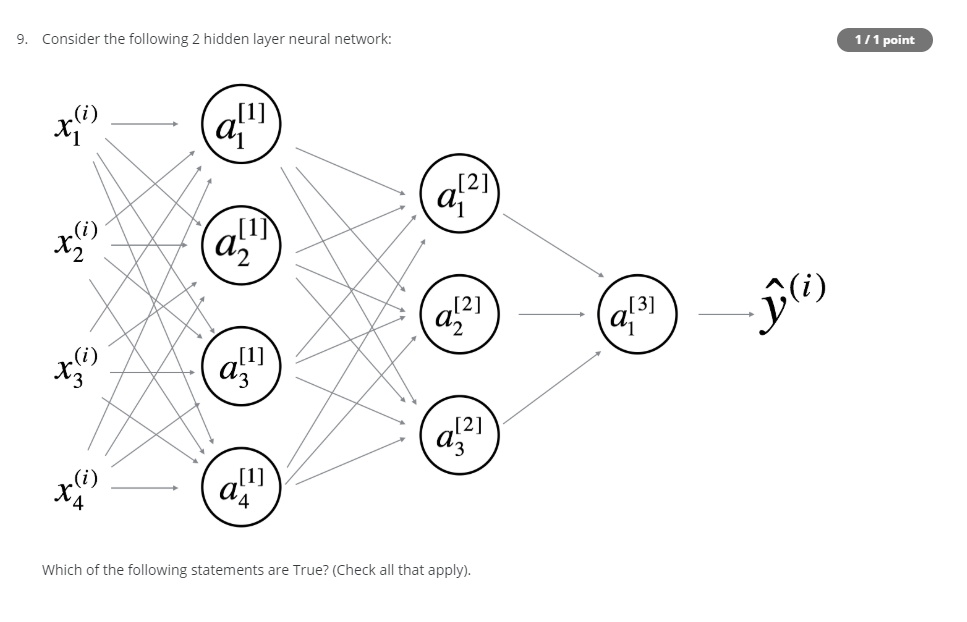 9. Consider the following 2 hidden layer neural network:
1 / 1 point
x₁⁽ⁱ⁾ a₁^[1]
a₁^[2]
x₂⁽ⁱ⁾ a₂^[1]
a₂^[2] a₁^[3] ŷ⁽ⁱ⁾
x₃⁽ⁱ⁾ a₃^[1]
a₃^[2]
x₄⁽ⁱ⁾ a₄^[1]
Which of the following statements are True? (Check all that apply).